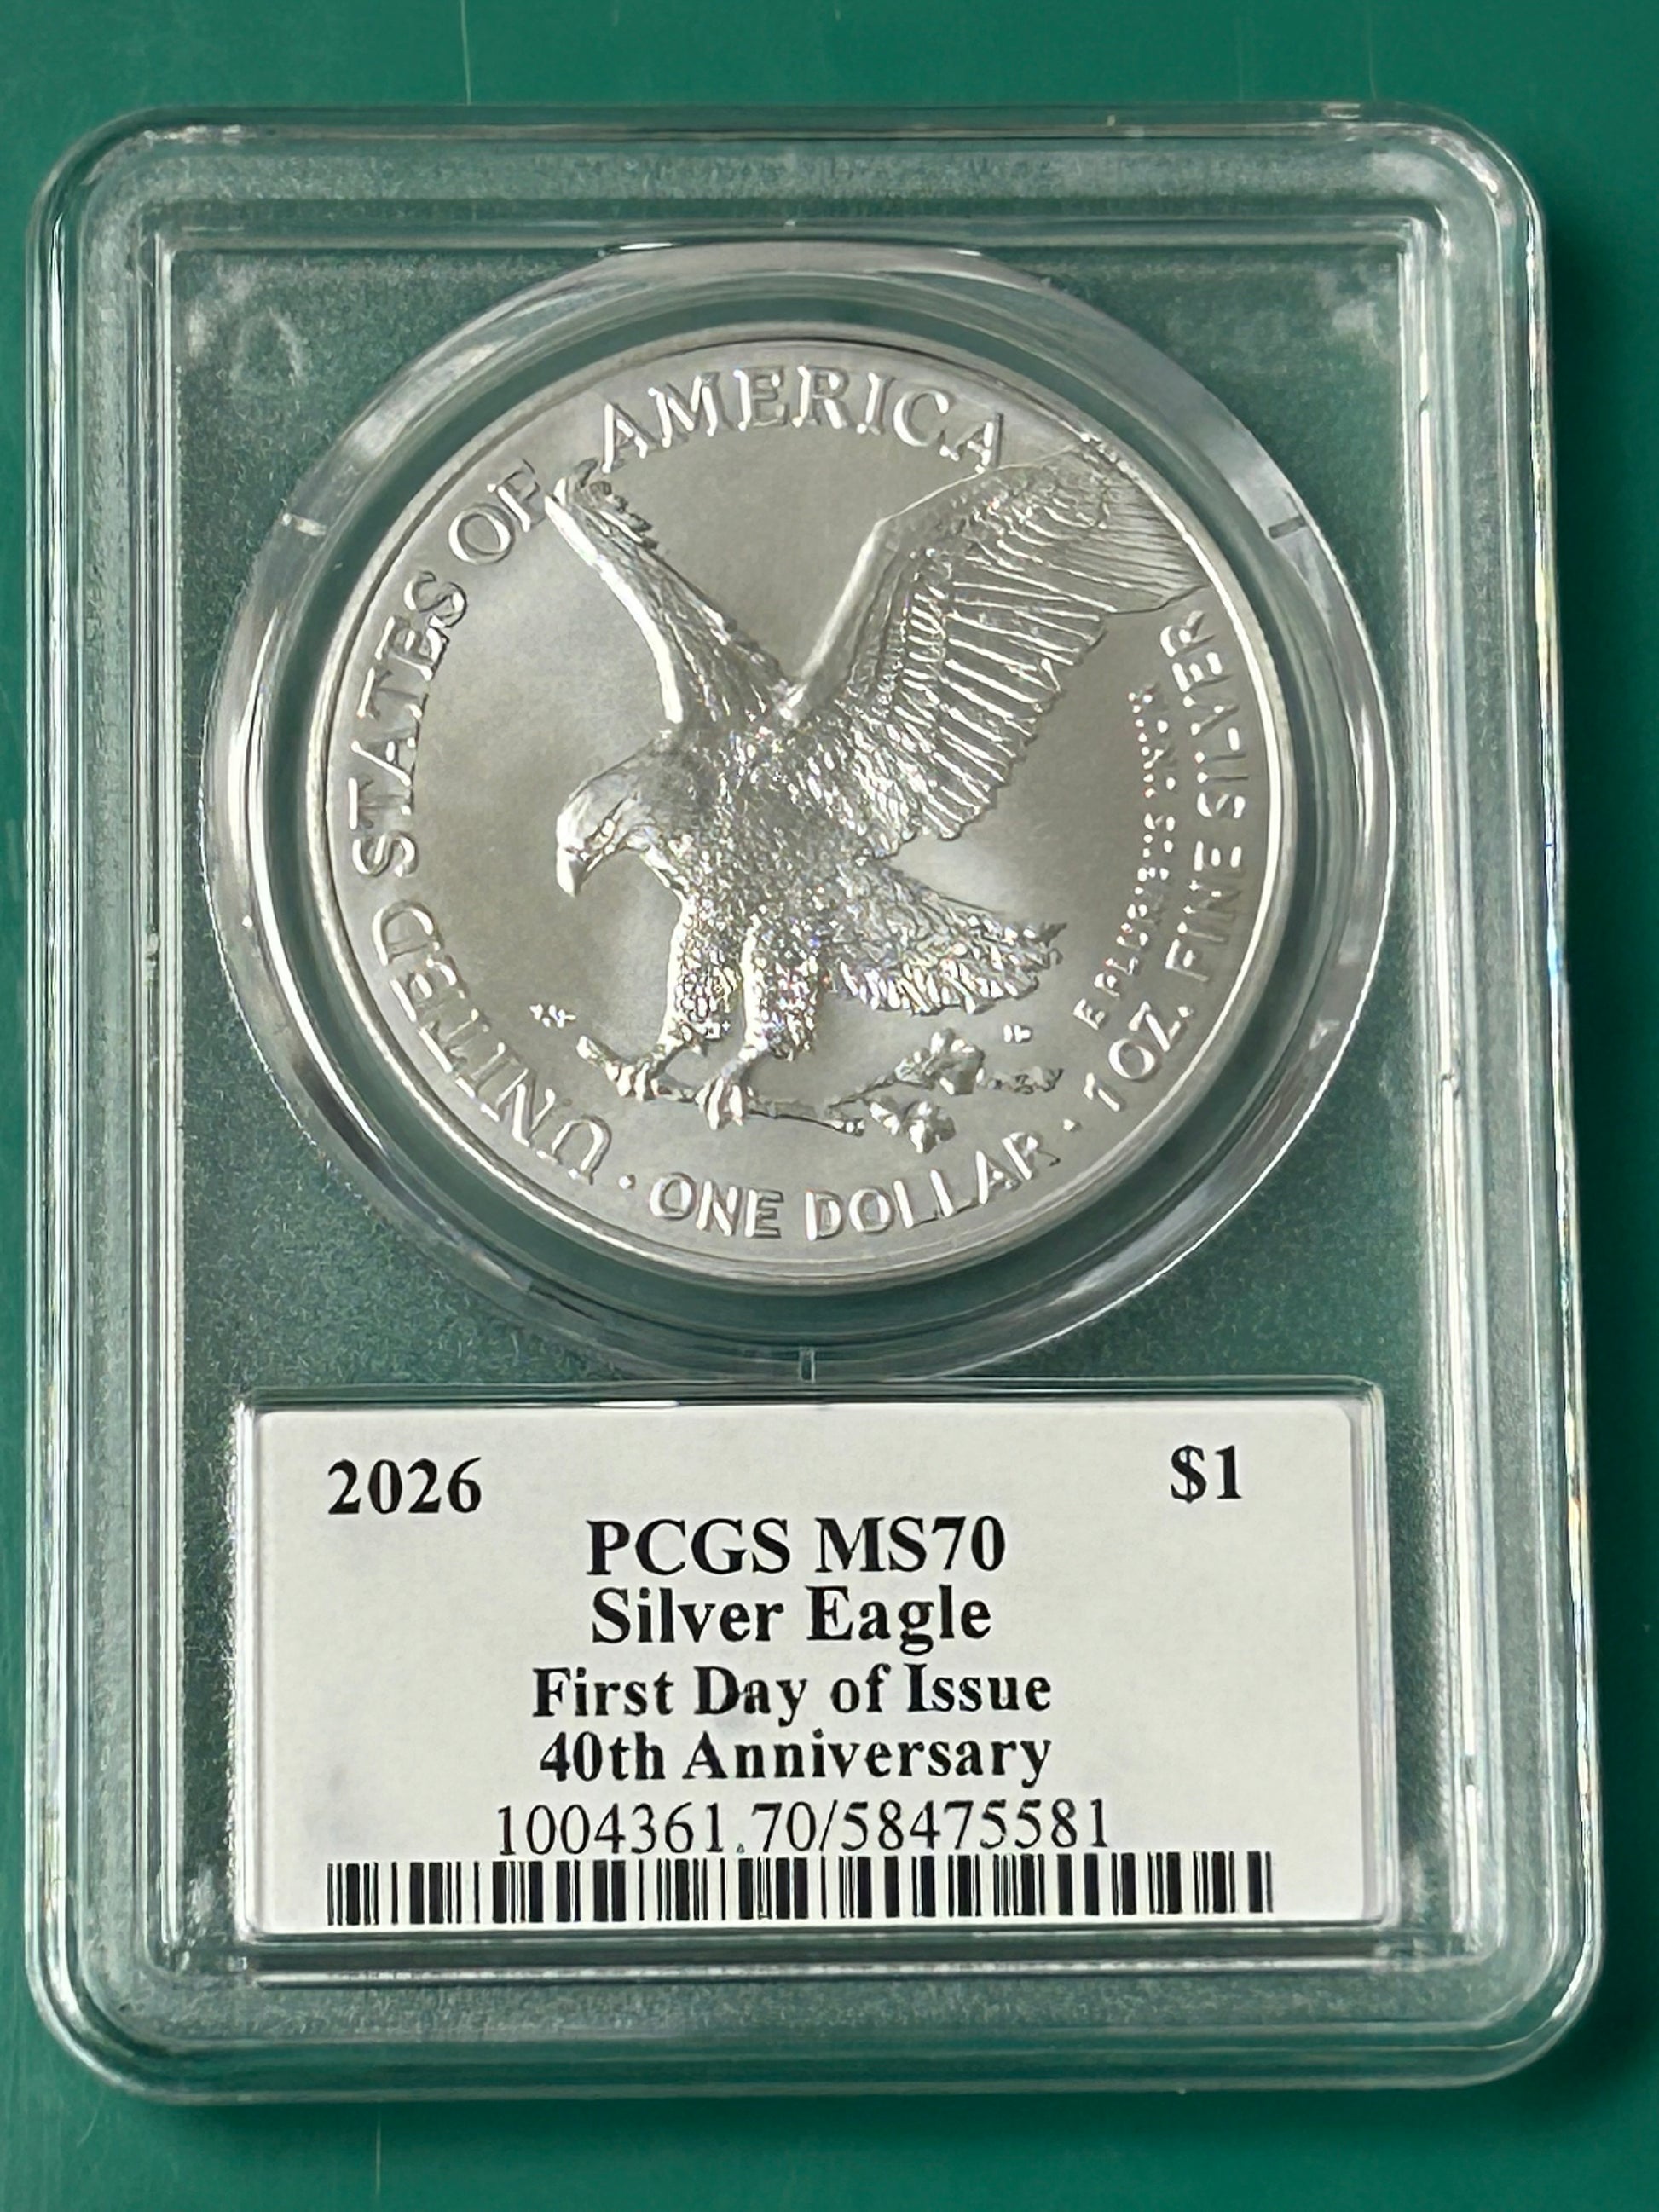 UNITED STATES OF AMERICA
E PLURIBUS UNUM
1 OZ. FINE SILVER
· ONE DOLLAR ·
2026 $1
PCGS MS70
Silver Eagle
First Day of Issue
40th Anniversary
1004361.70/58475581